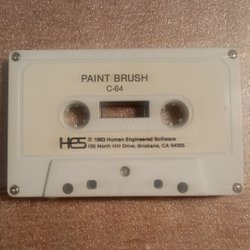 PAINT BRUSH
C-64
HES
© 1983 Human Engineered Software
150 North Hill Drive, Brisbane, CA 94005